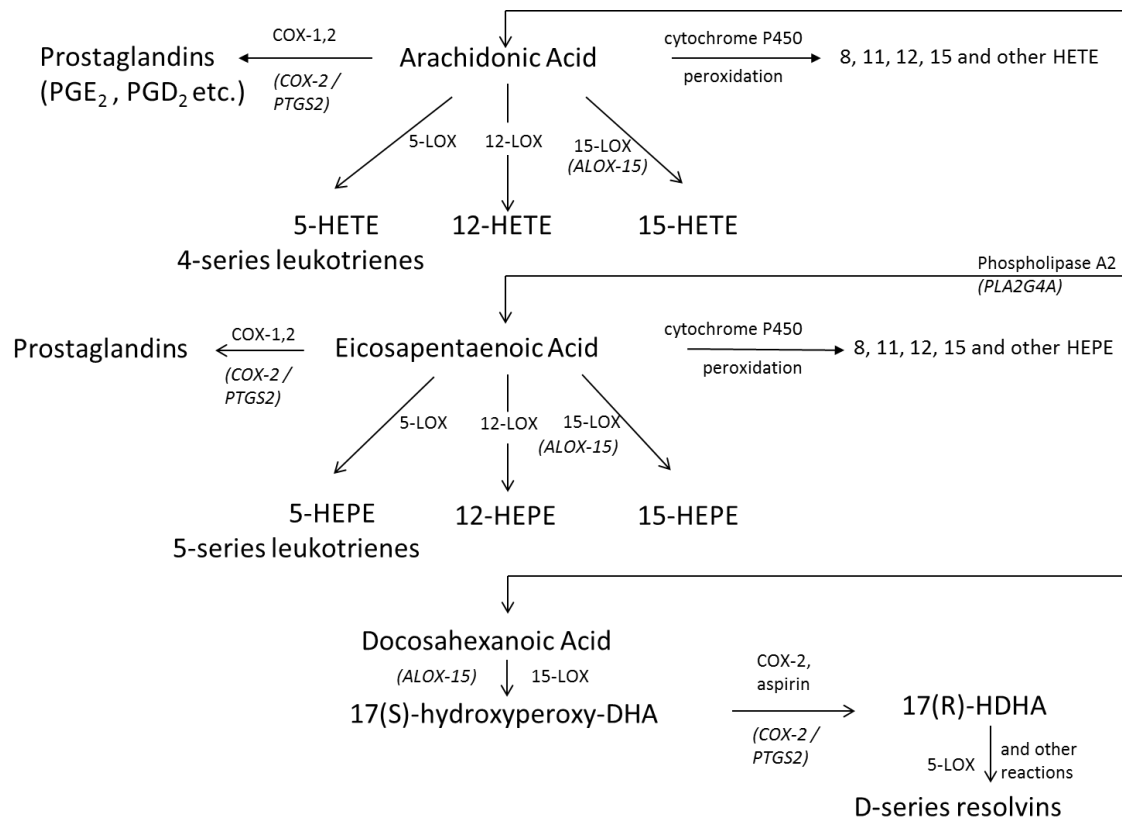 COX-1,2
Prostaglandins
(PGE2 , PGD2 etc.)
(COX-2 /
PTGS2)
Arachidonic Acid
cytochrome P450
peroxidation
8, 11, 12, 15 and other HETE
5-LOX
12-LOX
15-LOX
(ALOX-15)
5-HETE
4-series leukotrienes
12-HETE
15-HETE
Phospholipase A2
(PLA2G4A)
Prostaglandins
COX-1,2
(COX-2 /
PTGS2)
Eicosapentaenoic Acid
cytochrome P450
peroxidation
8, 11, 12, 15 and other HEPE
5-LOX
12-LOX
15-LOX
(ALOX-15)
5-HEPE
5-series leukotrienes
12-HEPE
15-HEPE
Docosahexanoic Acid
(ALOX-15)
15-LOX
17(S)-hydroxyperoxy-DHA
COX-2,
aspirin
(COX-2 /
PTGS2)
17(R)-HDHA
5-LOX
and other
reactions
D-series resolvins